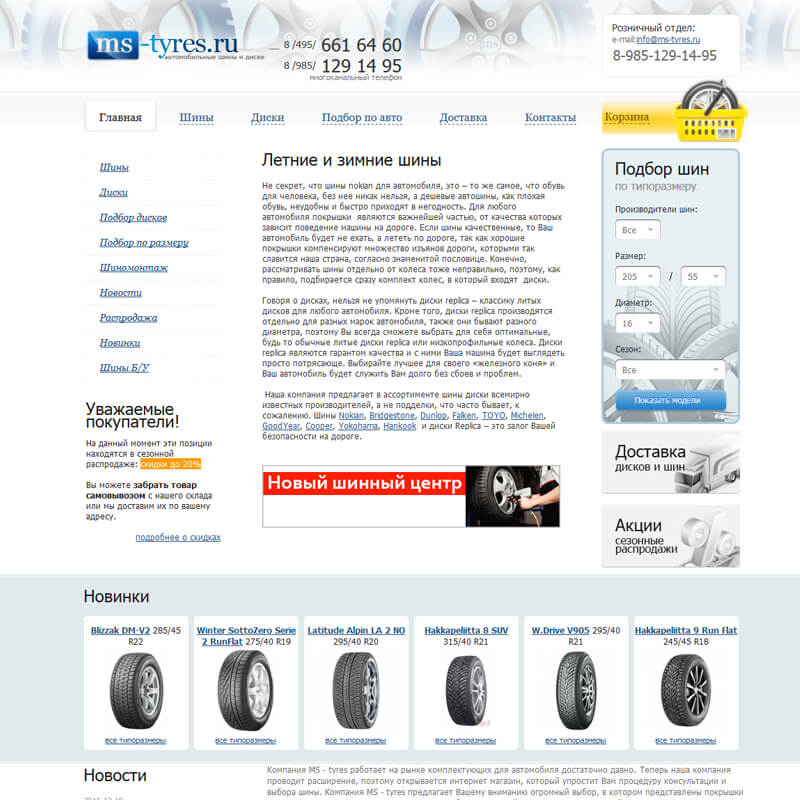 ms-tyres.ru
автомобильные шины и диски
8 /495/ 661 64 60
8 /985/ 129 14 95
многоканальный телефон
Розничный отдел:
e-mail:info@ms-tyres.ru
8-985-129-14-95
Главная
Шины
Диски
Подбор по авто
Доставка
Контакты
Корзина
Шины
Диски
Подбор дисков
Подбор по размеру
Шиномонтаж
Новости
Распродажа
Новинки
Шины Б/У
Уважаемые
покупатели!
На данный момент эти позиции
находятся в сезонной
распродаже: скидки до 20%
Вы можете забрать товар
самовывозом с нашего склада
или мы доставим их по вашему
адресу.
подробнее о скидках
Летние и зимние шины
Не секрет, что шины nokian для автомобиля, это – то же самое, что обувь
для человека, без нее никак нельзя, а дешевые автошины, как плохая
обувь, неудобны и быстро приходят в негодность. Для любого
автомобиля покрышки являются важнейшей частью, от качества которых
зависит поведение машины на дороге. Если шины качественные, то Ваш
автомобиль будет не ехать, а лететь по дороге, так как хорошие
покрышки компенсируют множество изъянов дороги, которыми так
славится наша страна, согласно знаменитой пословице. Конечно,
рассматривать шины отдельно от колеса тоже неправильно, поэтому, как
правило, подбирается сразу комплект колес, в который входят диски.
Говоря о дисках, нельзя не упомянуть диски replica – классику литых
дисков для любого автомобиля. Кроме того, диски replica производятся
отдельно для разных марок автомобиля, также они бывают разного
диаметра, поэтому Вы всегда сможете выбрать для себя оптимальные,
будь то обычные литые диски replica или низкопрофильные колеса. Диски
replica являются гарантом качества и с ними Ваша машина будет выглядеть
просто потрясающе. Выбирайте лучшее для своего «железного коня» и
Ваш автомобиль будет служить Вам долго без сбоев и проблем.
Наша компания предлагает в ассортименте шины диски всемирно
известных производителей, а не подделки, что часто бывает, к
сожалению. Шины Nokian, Bridgestone, Dunlop, Falken, TOYO, Michelen,
GoodYear, Cooper, Yokohama, Hankook и диски Replica – это залог Вашей
безопасности на дороге.
Новый шинный центр
Подбор шин
по типоразмеру
Производители шин:
Все
Размер:
205 / 55
Диаметр:
16
Сезон:
Все
Показать модели
Доставка
дисков и шин
Акции
сезонные
распродажи
Новинки
Blizzak DM-V2 285/45
R22
все типоразмеры
Winter SottoZero Serie
2 RunFlat 275/40 R19
все типоразмеры
Latitude Alpin LA 2 NO
295/40 R20
все типоразмеры
Hakkapeliitta 8 SUV
315/40 R21
все типоразмеры
W.Drive V905 295/40
R21
все типоразмеры
Hakkapeliitta 9 Run Flat
245/45 R18
все типоразмеры
Новости
Компания MS - tyres работает на рынке комплектующих для автомобиля достаточно давно. Теперь наша компания
проводит расширение, поэтому открывается интернет магазин, который упростит Вам процедуру консультации и
выбора шины. Компания MS - tyres предлагает Вашему вниманию огромный выбор, в котором представлены покрышки